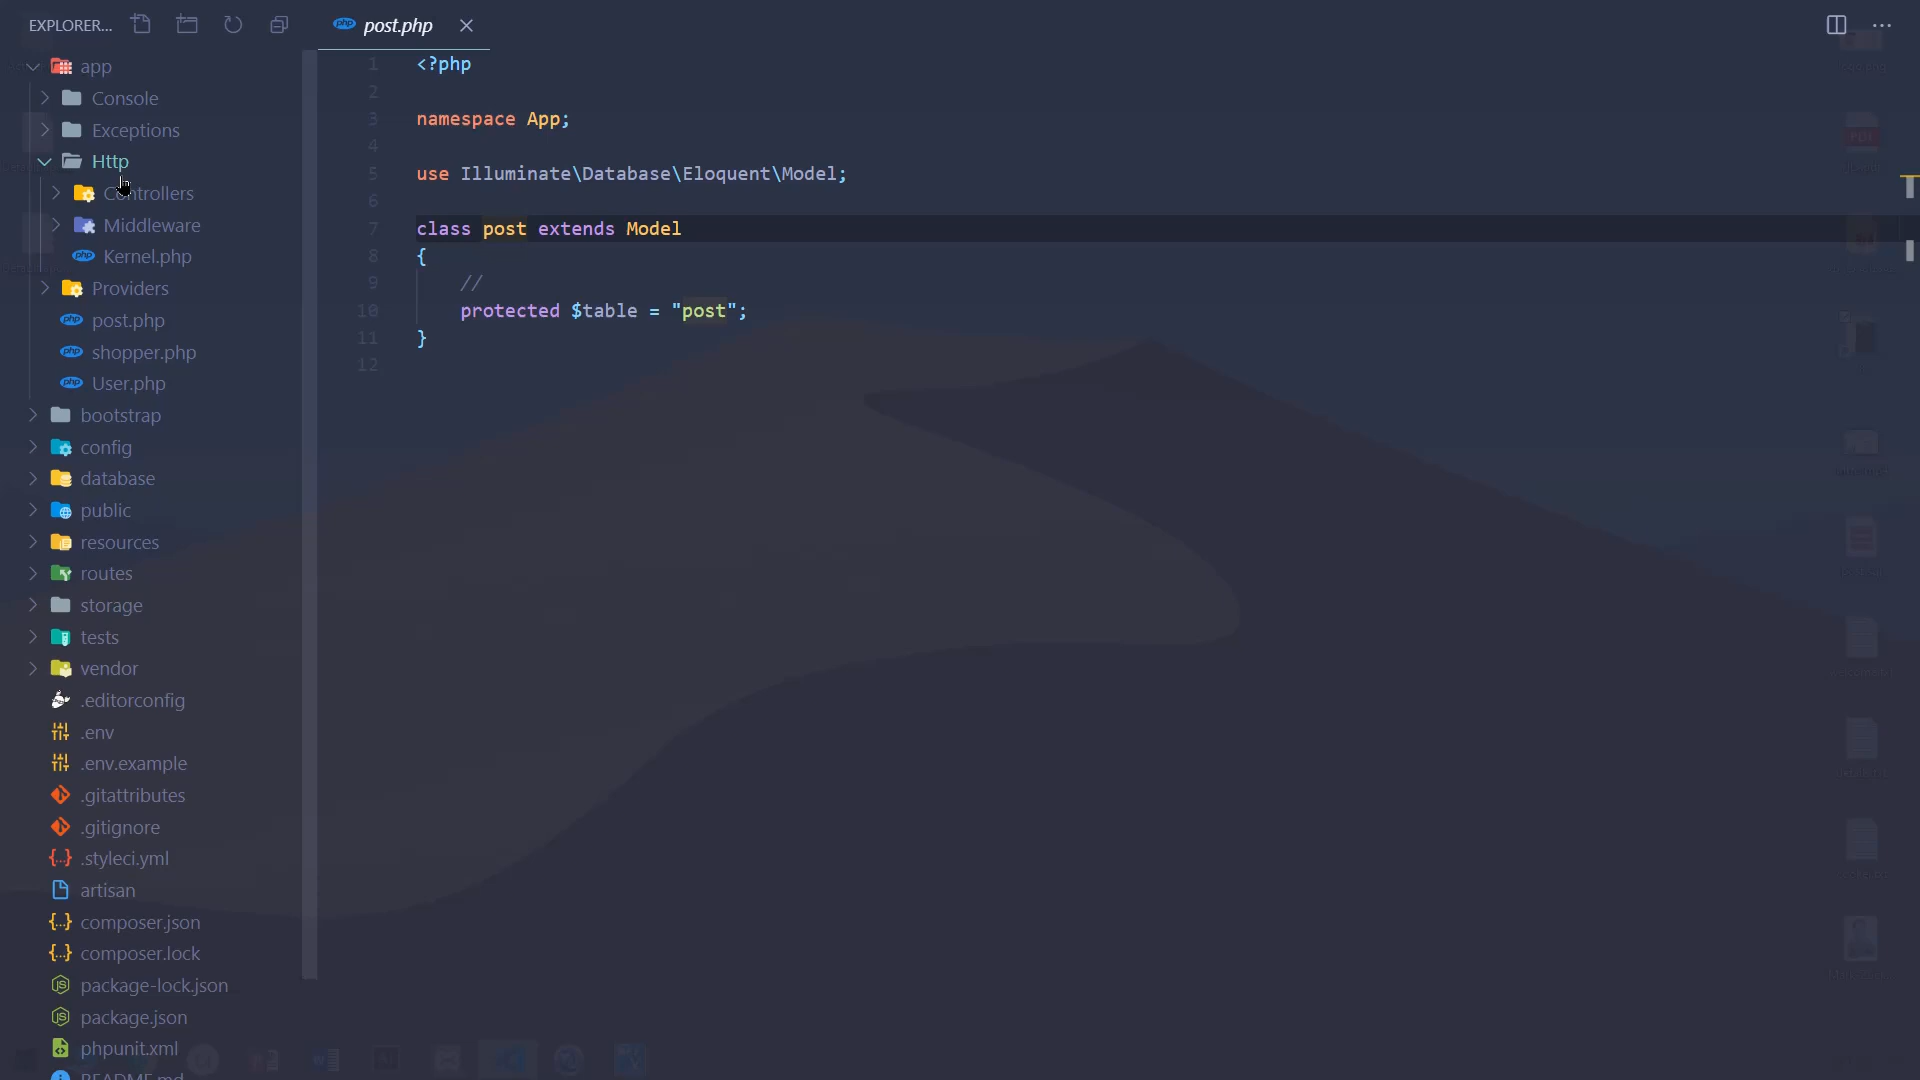 EXPLORER...
post.php
app
Console
Exceptions
Http
Controllers
Middleware
Kernel.php
Providers
post.php
shopper.php
User.php
bootstrap
config
database
public
resources
routes
storage
tests
vendor
.editorconfig
.env
.env.example
.gitattributes
.gitignore
.styleci.yml
artisan
composer.json
composer.lock
package-lock.json
package.json
phpunit.xml
README.md
1 <?php
2
3 namespace App;
4
5 use Illuminate\Database\Eloquent\Model;
6
7 class post extends Model
8 {
9 //
10 protected $table = "post";
11 }
12